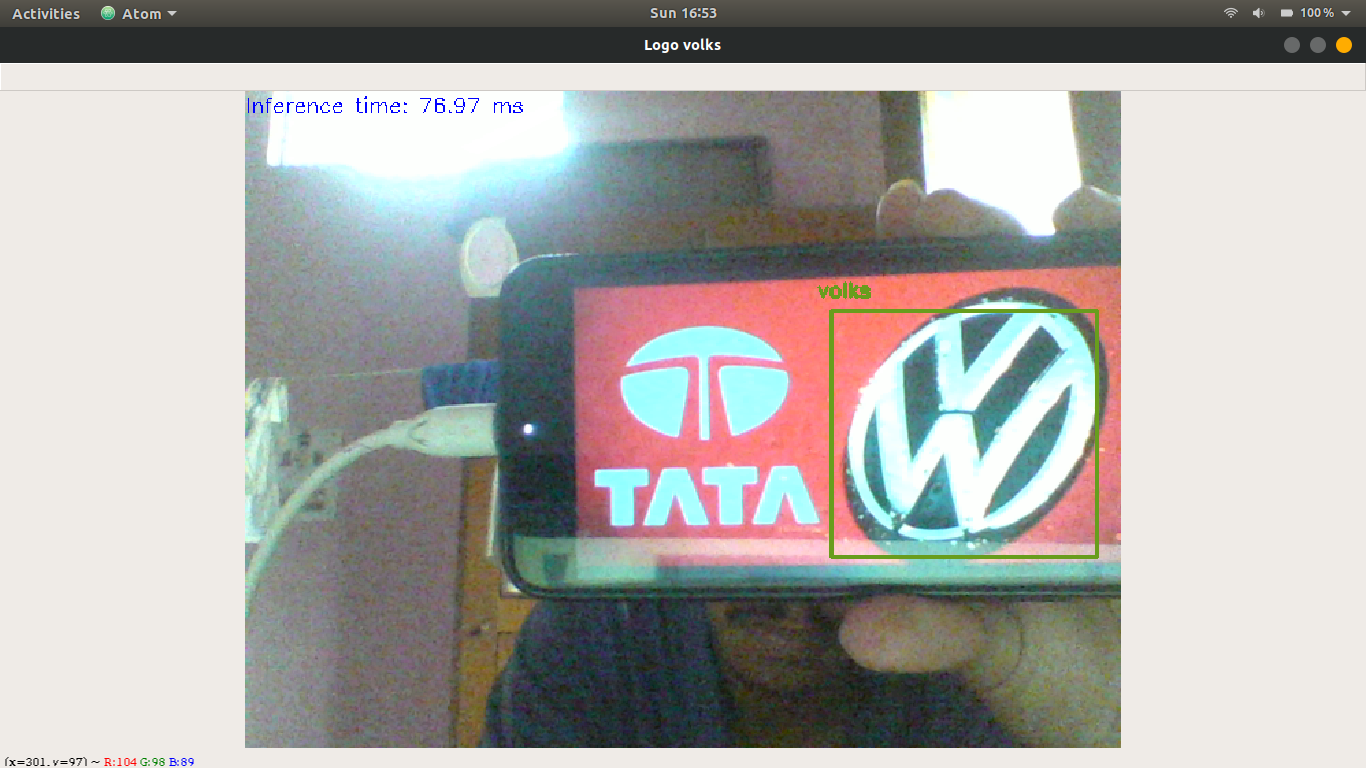 Activities Atom Sun 16:53 100%
Logo volks
Inference time: 76.97 ms
volks
TATA
(x=301, y=97) ~ R:104 G:98 B:89